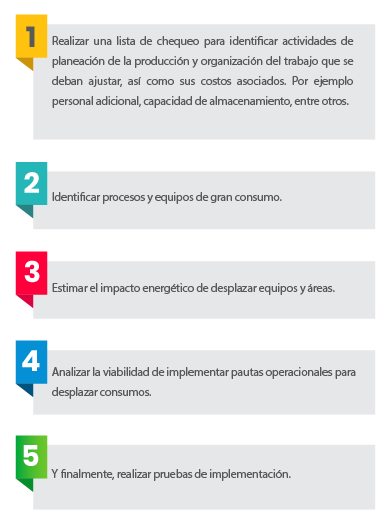 1
Realizar una lista de chequeo para identificar actividades de
planeación de la producción y organización del trabajo que se
deban ajustar, así como sus costos asociados. Por ejemplo
personal adicional, capacidad de almacenamiento, entre otros.
2
Identificar procesos y equipos de gran consumo.
3
Estimar el impacto energético de desplazar equipos y áreas.
4
Analizar la viabilidad de implementar pautas operacionales para
desplazar consumos.
5
Y finalmente, realizar pruebas de implementación.